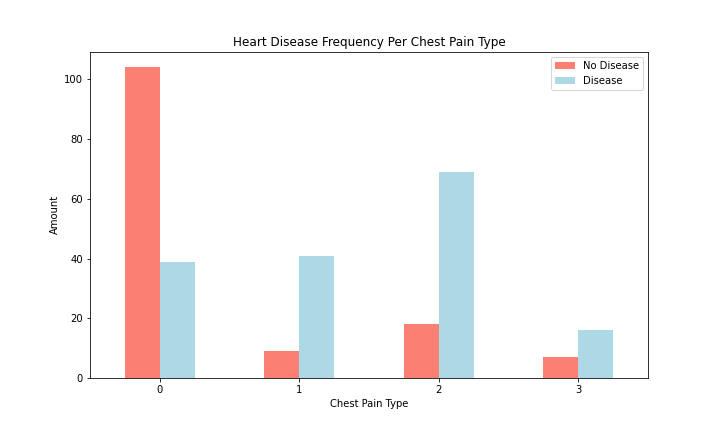 Heart Disease Frequency Per Chest Pain Type
No Disease
Disease
100
80
60
40
20
0
Amount
0 1 2 3
Chest Pain Type